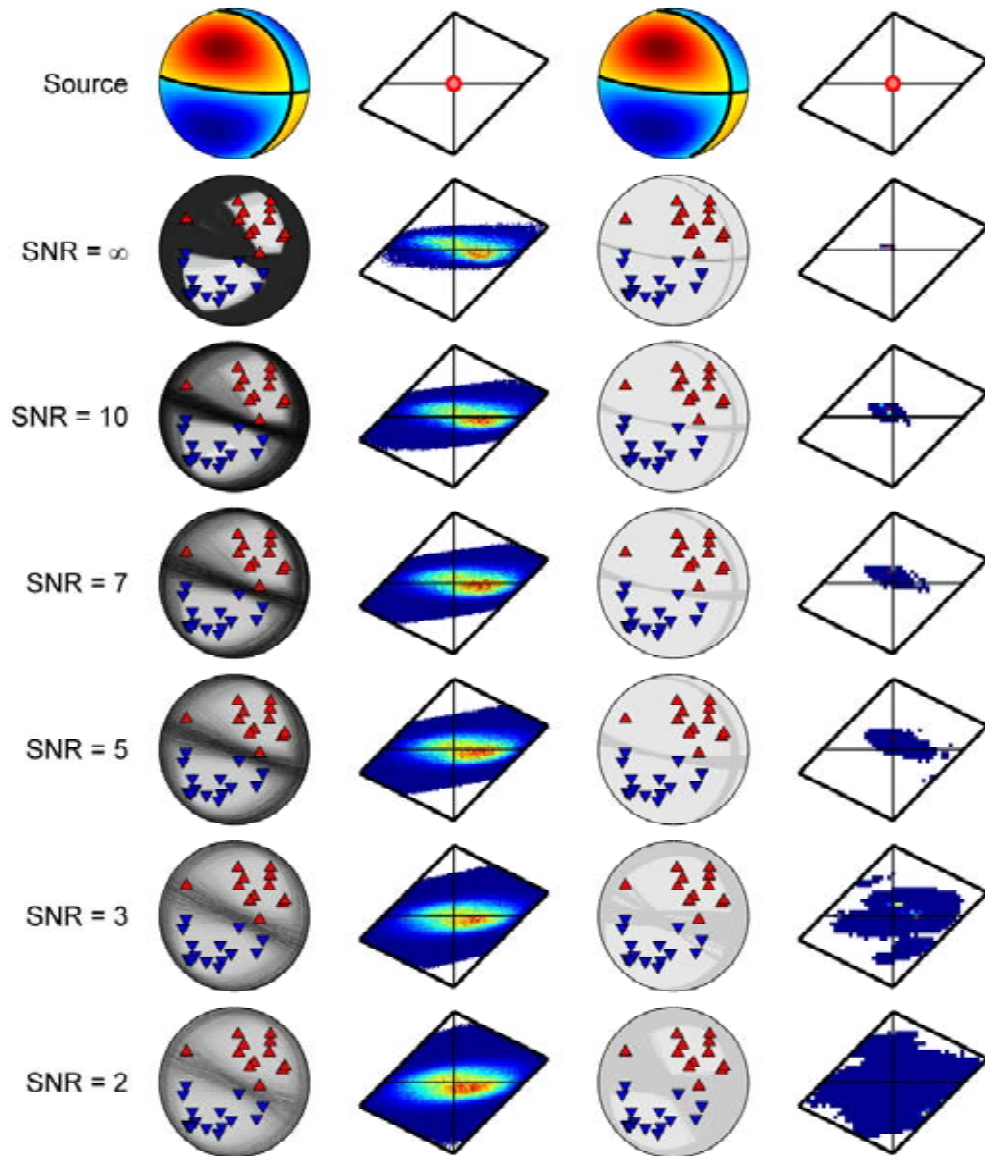 Source
SNR = ∞
SNR = 10
SNR = 7
SNR = 5
SNR = 3
SNR = 2